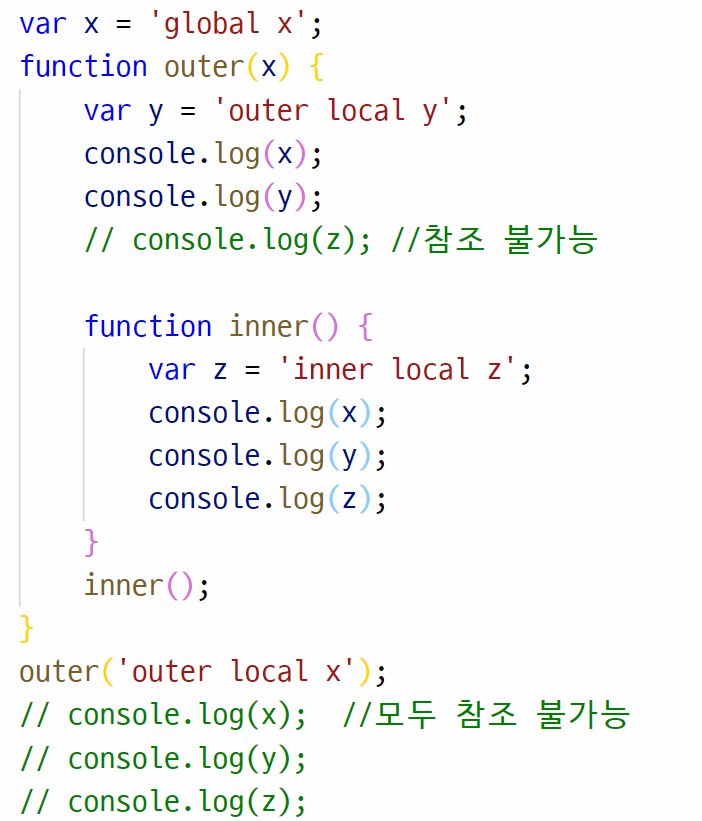 var x = 'global x';
function outer(x) {
    var y = 'outer local y';
    console.log(x);
    console.log(y);
    // console.log(z); //참조 불가능

    function inner() {
        var z = 'inner local z';
        console.log(x);
        console.log(y);
        console.log(z);
    }
    inner();
}
outer('outer local x');
// console.log(x);  //모두 참조 불가능
// console.log(y);
// console.log(z);